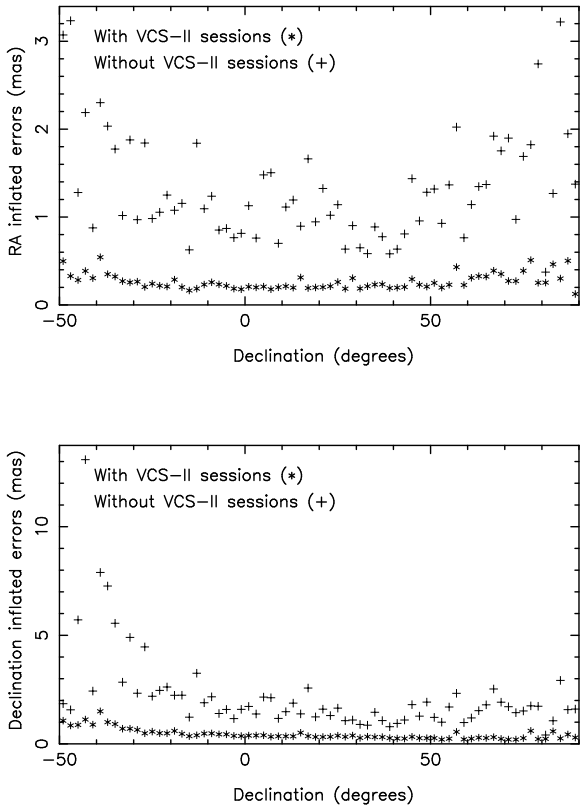 RA inflated errors (mas)
3
2
1
0
With VCS-II sessions (*)
Without VCS-II sessions (+)
-50
0
50
Declination (degrees)
Declination inflated errors (mas)
10
5
0
With VCS-II sessions (*)
Without VCS-II sessions (+)
-50
0
50
Declination (degrees)